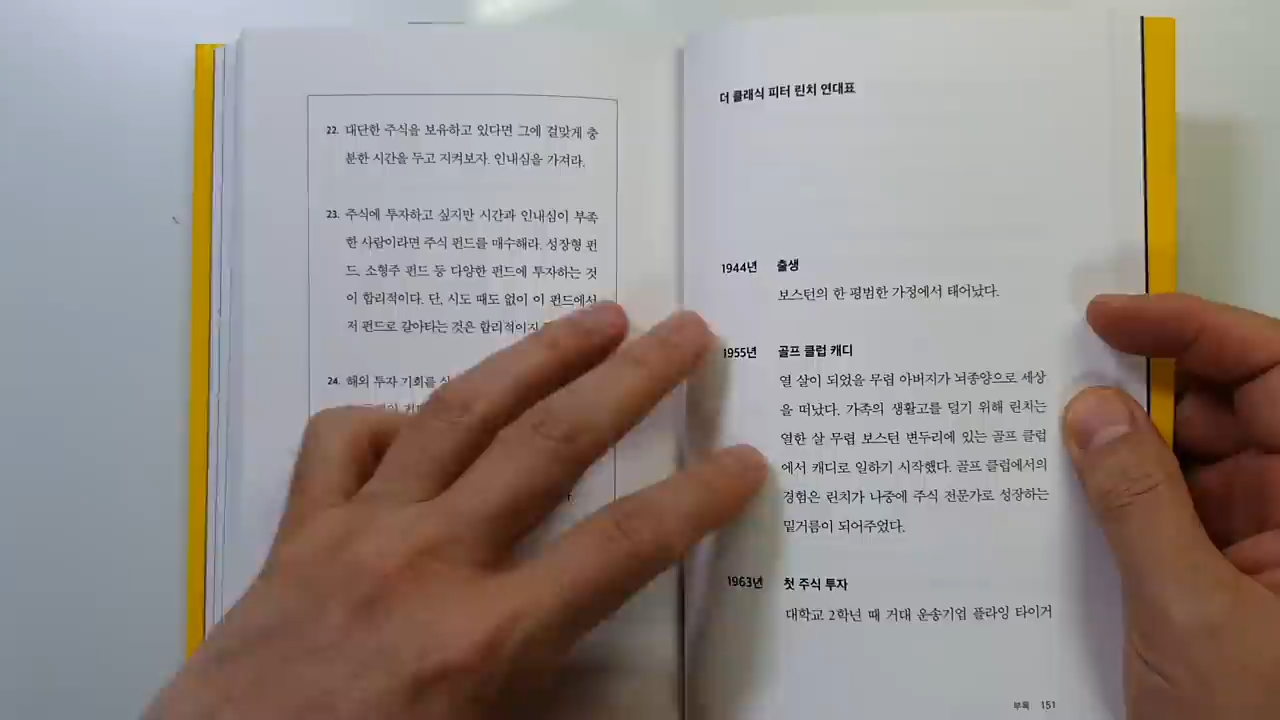 22. 대단한 주식을 보유하고 있다면 그에 걸맞게 충
분한 시간을 두고 지켜보자. 인내심을 가져라.
23. 주식에 투자하고 싶지만 시간과 인내심이 부족
한 사람이라면 주식 펀드를 매수해라. 성장형 펀
드, 소형주 펀드 등 다양한 펀드에 투자하는 것
이 합리적이다. 단, 시도 때도 없이 이 펀드에서
저 펀드로 갈아타는 것은
24. 해외 투자 기회를
더 클래식 피터 린치 연대표
1944년 출생
보스턴의 한 평범한 가정에서 태어났다.
1955년 골프 클럽 캐디
열 살이 되었을 무렵 아버지가 뇌종양으로 세상
을 떠났다. 가족의 생활고를 덜기 위해 린치는
열한 살 무렵 보스턴 변두리에 있는 골프 클럽
에서 캐디로 일하기 시작했다. 골프 클럽에서의
경험은 린치가 나중에 주식 전문가로 성장하는
밑거름이 되어주었다.
1963년 첫 주식 투자
대학교 2학년 때 거대 운송기업 플라잉 타이거
부록 151